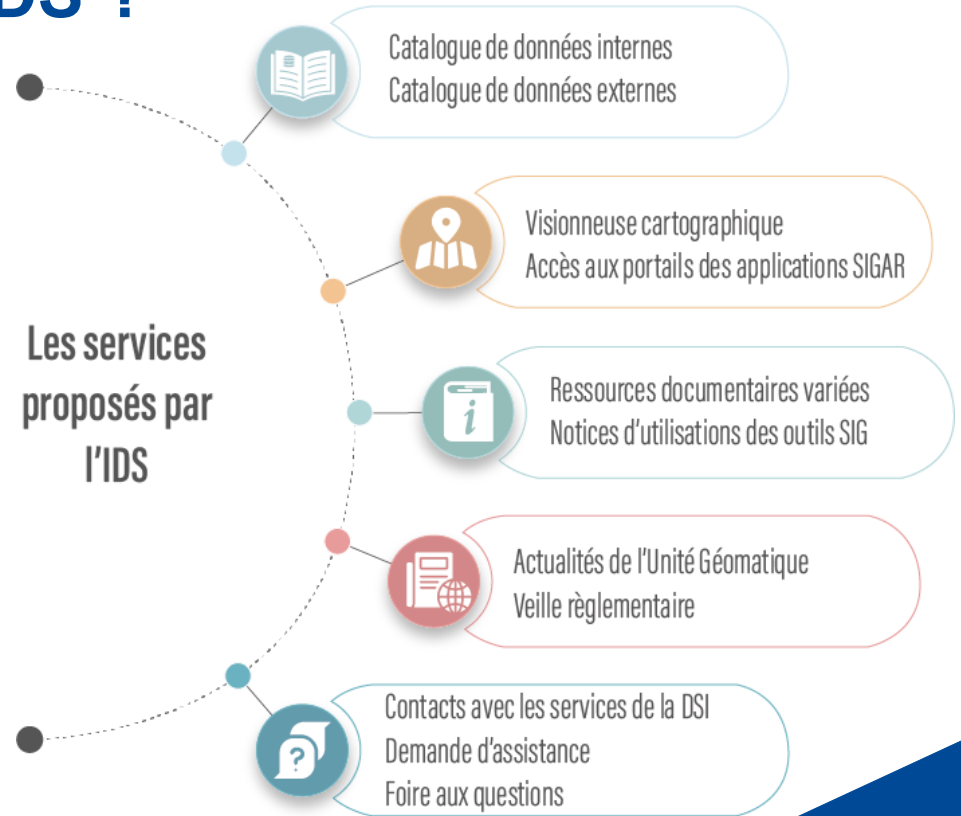 DS ?
Catalogue de données internes
Catalogue de données externes
Visionneuse cartographique
Accès aux portails des applications SIGAR
Les services
proposés par
l'IDS
Ressources documentaires variées
Notices d'utilisations des outils SIG
i
Actualités de l'Unité Géomatique
Veille règlementaire
Contacts avec les services de la DSI
Demande d'assistance
Foire aux questions
?